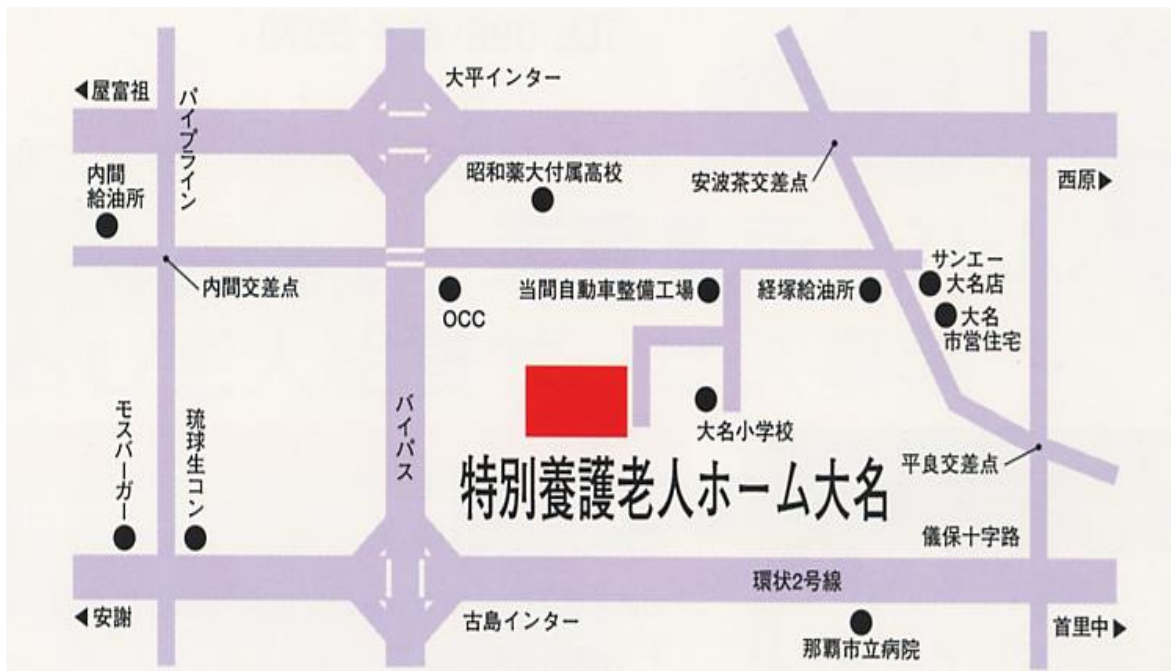 大平インター
◀屋富祖
パイプライン
内間
給油所
昭和薬大付属高校
安波茶交差点
西原▶
内間交差点
OCC
当間自動車整備工場
経塚給油所
サンエー
大名店
大名
市営住宅
モスバーガー
琉球生コン
バイパス
大名小学校
平良交差点
特別養護老人ホーム大名
儀保十字路
環状2号線
◀安謝
古島インター
那覇市立病院
首里中▶